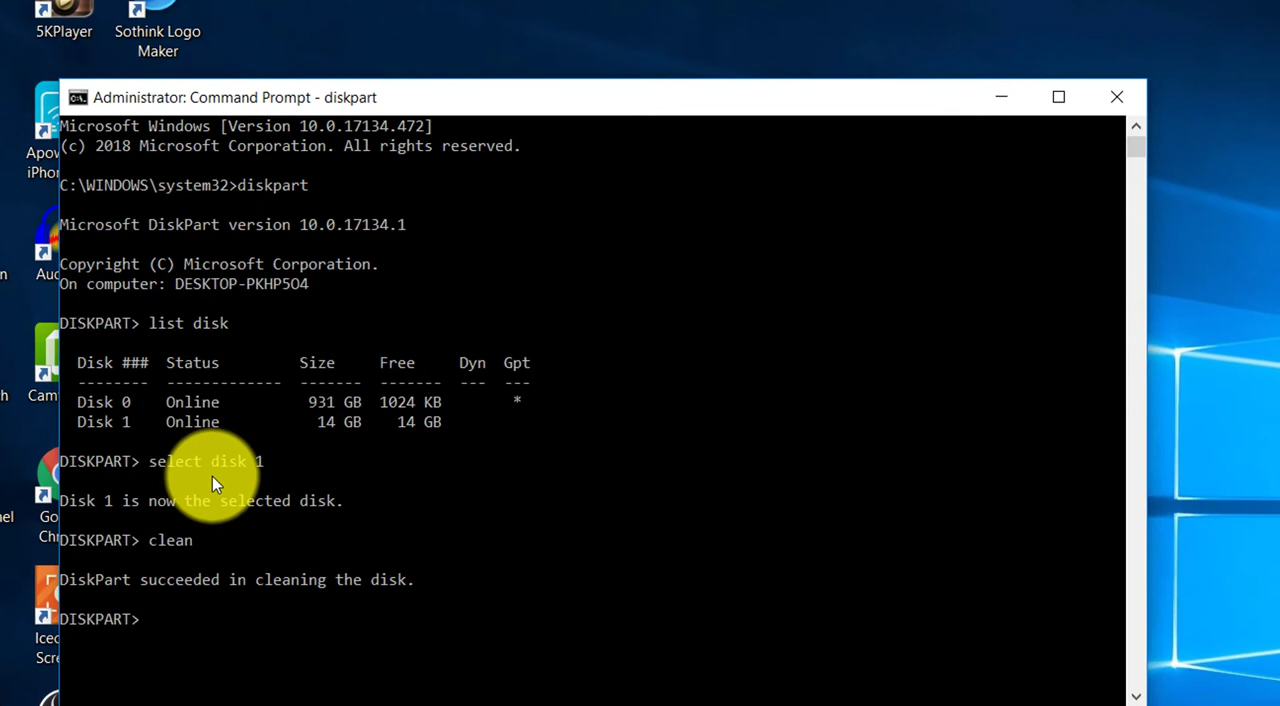 5KPlayer
Sothink Logo
Maker
Administrator: Command Prompt - diskpart
Microsoft Windows [Version 10.0.17134.472]
(c) 2018 Microsoft Corporation. All rights reserved.
C:\WINDOWS\system32>diskpart
Microsoft DiskPart version 10.0.17134.1
Copyright (C) Microsoft Corporation.
On computer: DESKTOP-PKHP5O4
DISKPART> list disk
Disk ### Status Size Free Dyn Gpt
-------- ------------- ------- ------- --- ---
Disk 0 Online 931 GB 1024 KB *
Disk 1 Online 14 GB 14 GB
DISKPART> select disk 1
Disk 1 is now the selected disk.
DISKPART> clean
DiskPart succeeded in cleaning the disk.
DISKPART>